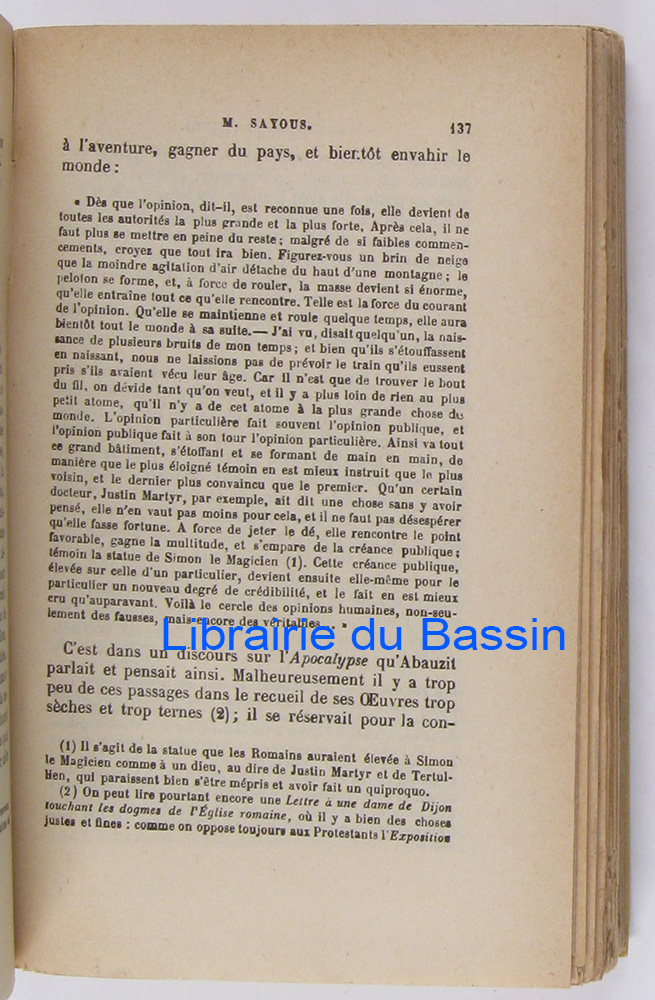 M. SAYOUS.
137
à l'aventure, gagner du pays, et bientôt envahir le
monde :
« Dès que l'opinion, dit-il, est reconnue une fois, elle devient de
toutes les autorités la plus grande et la plus forte, Après cela, il ne
faut plus se mettre en peine du reste ; malgré de si faibles commen-
cements, croyez que tout ira bien. Figurez-vous un brin de neige
que la moindre agitation d'air détache du haut d'une montagne ; le
peloton se forme, et, à force de rouler, la masse devient si énorme,
qu'elle entraîne tout ce qu'elle rencontre. Telle est la force du courant
de l'opinion. Qu'elle se maintienne et roule quelque temps, elle aura
bientôt tout le monde à sa suite. — J'ai vu, disait quelqu'un, la nais-
sance de plusieurs bruits de mon temps ; et bien qu'ils s'étouffassent
en naissant, nous ne laissions pas de prévoir le train qu'ils eussent
pris s'ils avaient vécu leur âge. Car il n'est que de trouver le bout
du fil, on dévide tant qu'on veut, et il y a plus loin de rien au plus
petit atome, qu'il n'y a de cet atome à la plus grande chose du
monde. L'opinion particulière fait souvent l'opinion publique, et
l'opinion publique fait à son tour l'opinion particulière. Ainsi va tout
ce grand bâtiment, s'étoffant et se formant de main en main, de
manière que le plus éloigné témoin en est mieux instruit que le plus
voisin, et le dernier plus convaincu que le premier. Qu'un certain
docteur, Justin Martyr, par exemple, ait dit une chose sans y avoir
pensé, elle n'en vaut pas moins pour cela, et il ne faut pas désespérer
qu'elle fasse fortune. A force de jeter le dé, elle rencontre le point
favorable, gagne la multitude, et s'empare de la créance publique ;
témoin la statue de Simon le Magicien (1). Cette créance publique,
élevée sur celle d'un particulier, devient ensuite elle-même pour le
particulier un nouveau degré de crédibilité, et le fait en est mieux
cru qu'auparavant. Voilà le cercle des opinions humaines, non-seu-
lement des fausses, mais encore des véritables... »
Librairie du Bassin
C'est dans un discours sur l'Apocalypse qu'Abauzit
parlait et pensait ainsi. Malheureusement il y a trop
peu de ces passages dans le recueil de ses Œuvres trop
sèches et trop ternes (2) ; il se réservait pour la con-
(1) Il s'agit de la statue que les Romains auraient élevée à Simon
le Magicien comme à un dieu, au dire de Justin Martyr et de Tertul-
lien, qui paraissent bien s'être mépris et avoir fait un quiproquo.
(2) On peut lire pourtant encore une Lettre à une dame de Dijon
touchant les dogmes de l'Église romaine, où il y a bien des choses
justes et fines : comme on oppose toujours aux Protestants l'Exposition